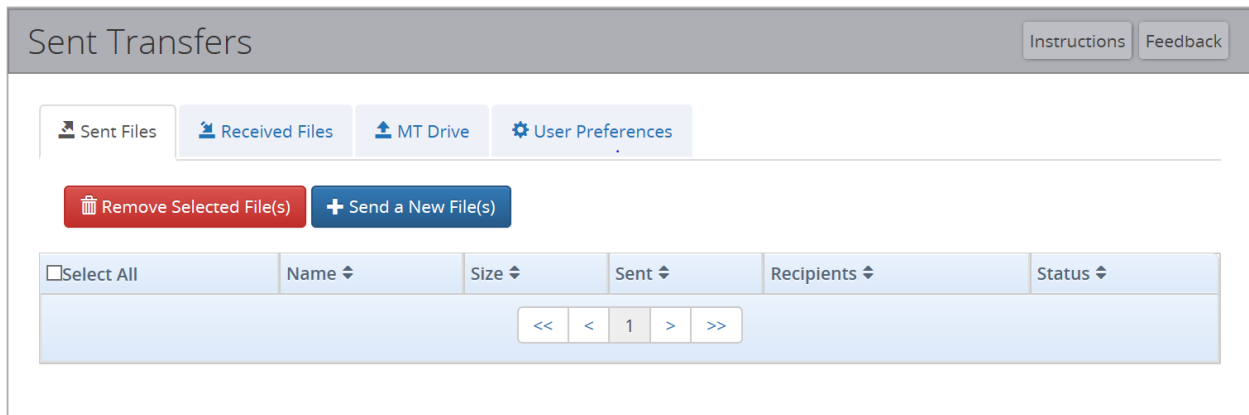 Sent Transfers
Instructions Feedback
Sent Files Received Files MT Drive User Preferences
Remove Selected File(s) Send a New File(s)
Select All Name Size Sent Recipients Status
<< < 1 > >>